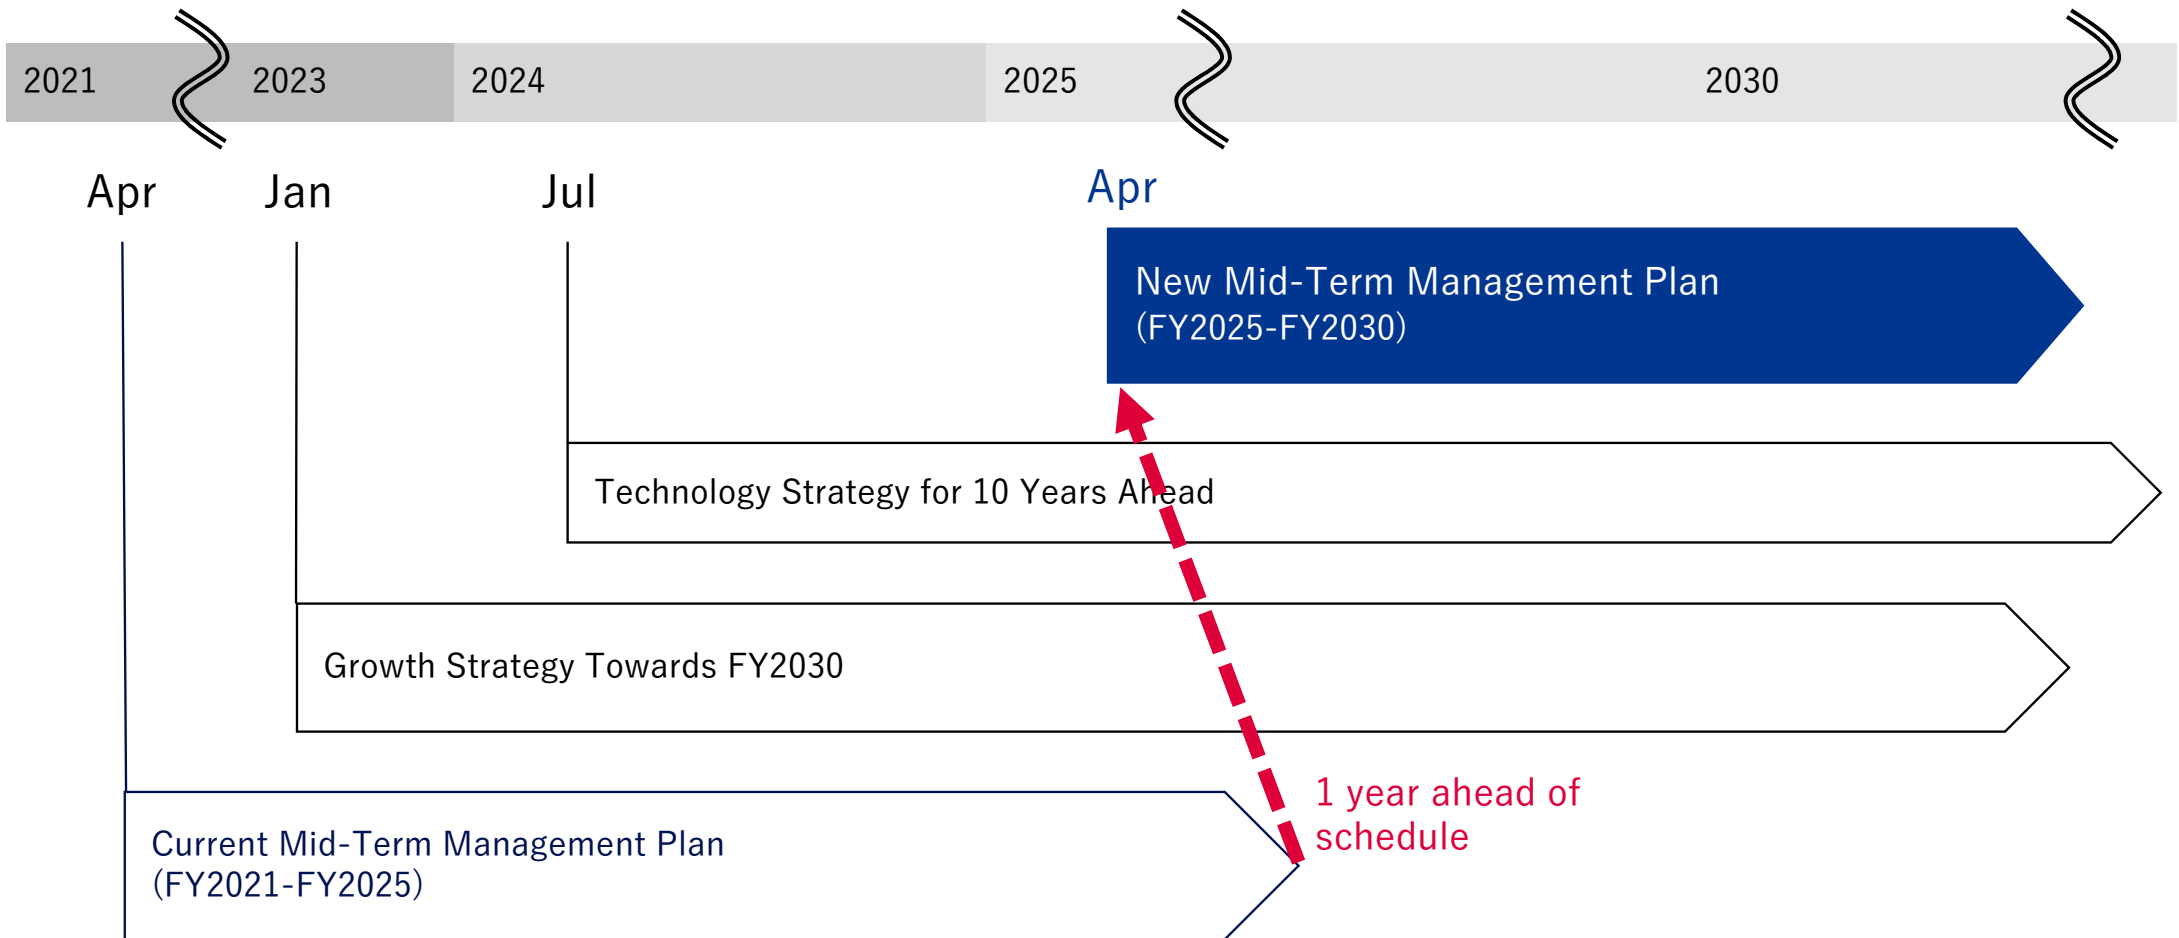 2021
2023
2024
2025
2030
Apr
Jan
Jul
Apr
New Mid-Term Management Plan
(FY2025-FY2030)
Technology Strategy for 10 Years Ahead
Growth Strategy Towards FY2030
1 year ahead of
schedule
Current Mid-Term Management Plan
(FY2021-FY2025)